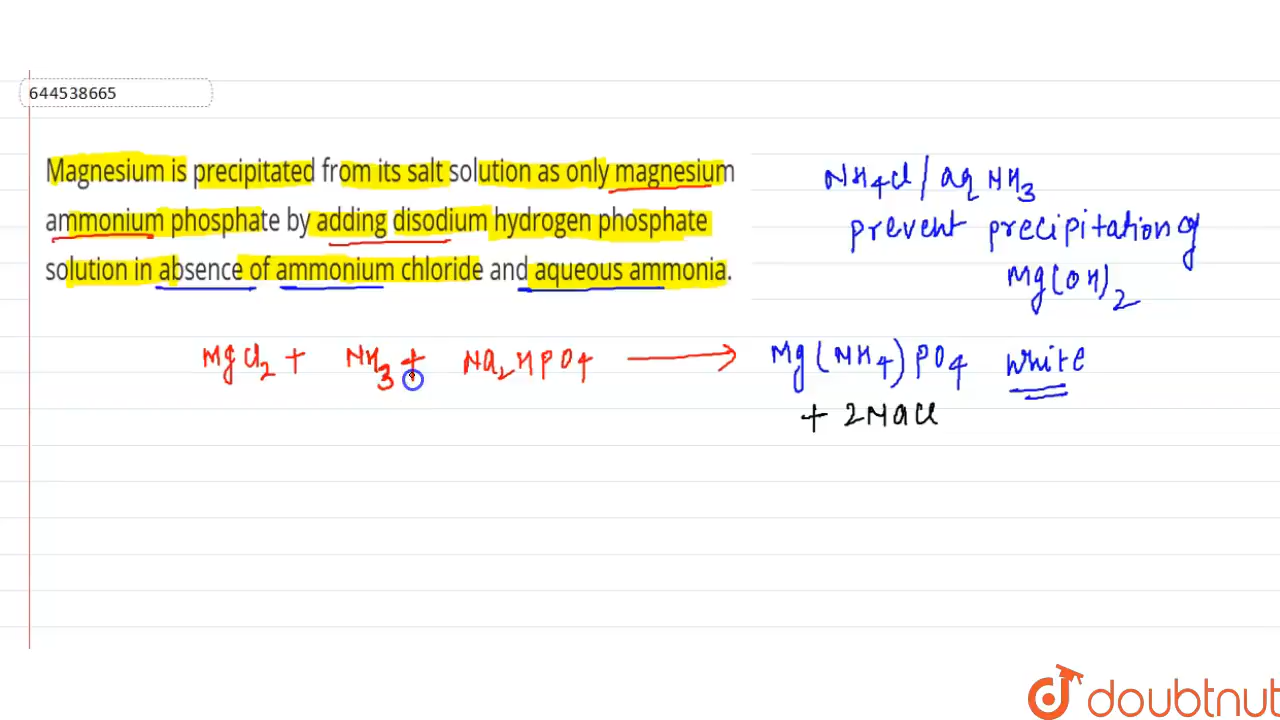 644538665
Magnesium is precipitated from its salt solution as only magnesium
ammonium phosphate by adding disodium hydrogen phosphate
solution in absence of ammonium chloride and aqueous ammonia.
NH4Cl/aq NH3
prevent precipitation of
Mg(OH)2
MgCl2 + NH3 + Na2HPO4 → Mg(NH4)PO4 White
+ 2NaCl
doubtnut